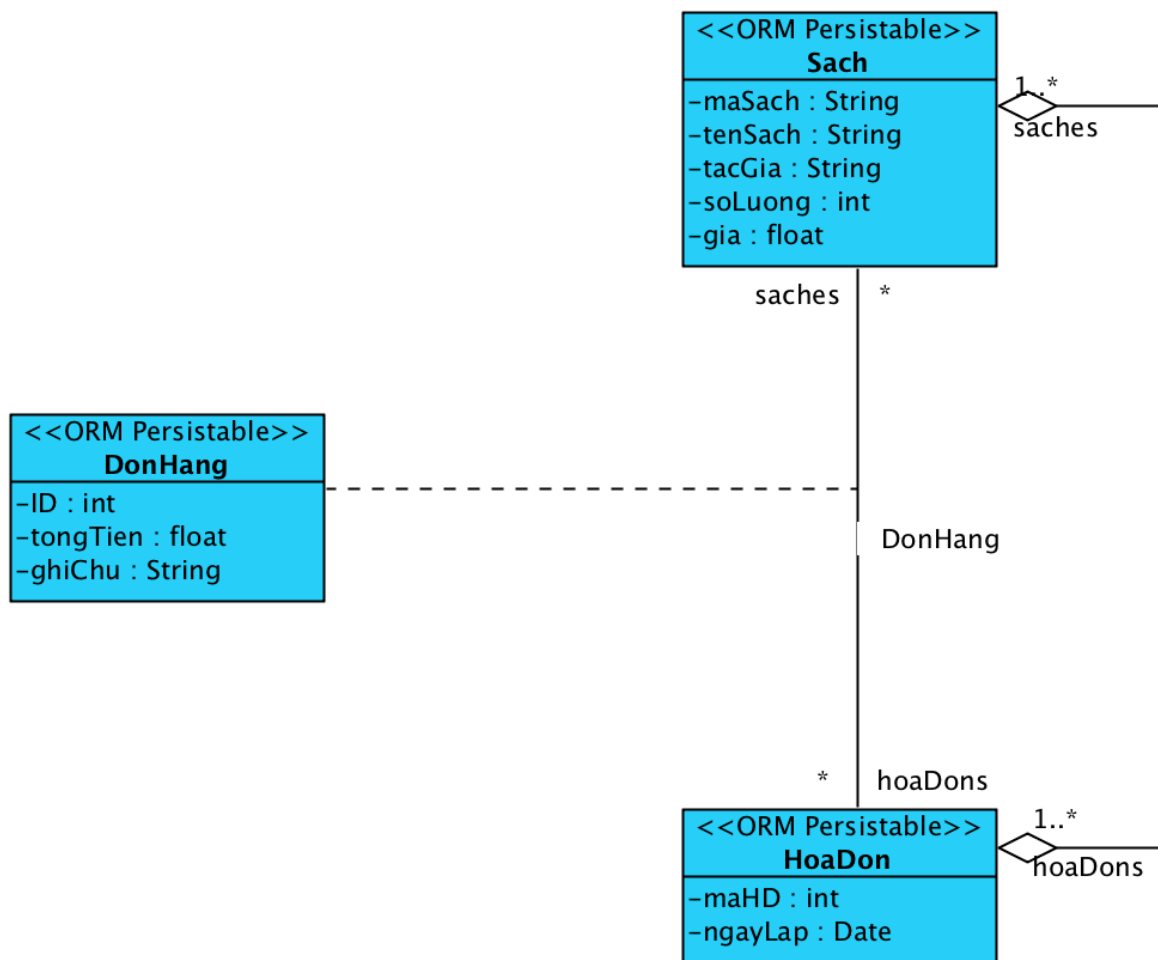 <<ORM Persistable>>
Sach
-maSach : String
-tenSach : String
-tacGia : String
-soLuong : int
-gia : float
1..*
saches
saches
*
<<ORM Persistable>>
DonHang
-ID : int
-tongTien : float
-ghiChu : String
DonHang
*
hoaDons
<<ORM Persistable>>
HoaDon
-maHD : int
-ngayLap : Date
1..*
hoaDons